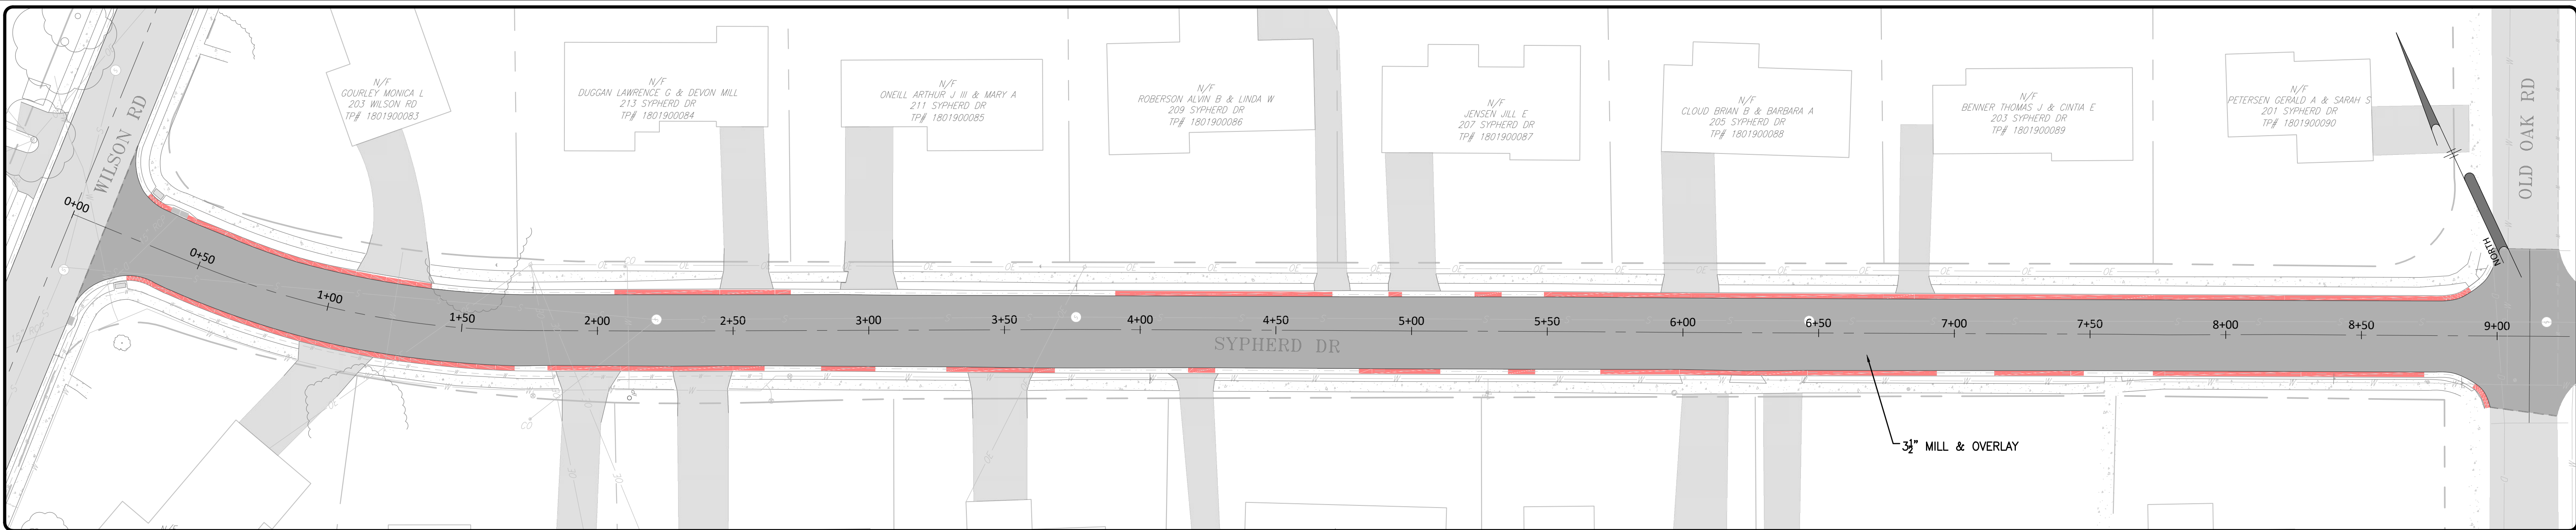 N/F
GOURLEY MONICA L
203 WILSON RD
TP# 1801900083
N/F
DUGGAN LAWRENCE G & DEVON MILL
213 SYPHERD DR
TP# 1801900084
N/F
ONEILL ARTHUR J III & MARY A
211 SYPHERD DR
TP# 1801900085
N/F
ROBERSON ALVIN B & LINDA W
209 SYPHERD DR
TP# 1801900086
N/F
JENSEN JILL E
207 SYPHERD DR
TP# 1801900087
N/F
CLOUD BRIAN B & BARBARA A
205 SYPHERD DR
TP# 1801900088
N/F
BENNER THOMAS J & CINTIA E
203 SYPHERD DR
TP# 1801900089
N/F
PETERSEN GERALD A & SARAH S
201 SYPHERD DR
TP# 1801900090
WILSON RD
OLD OAK RD
NORTH
0+00
0+50
1+00
1+50
2+00
2+50
3+00
3+50
4+00
4+50
5+00
5+50
6+00
6+50
7+00
7+50
8+00
8+50
9+00
SYPHERD DR
3½" MILL & OVERLAY